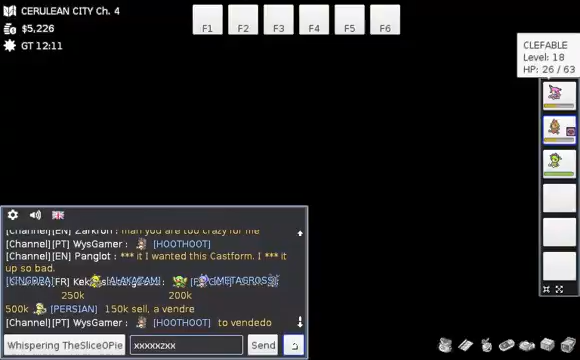 CERULEAN CITY Ch. 4
$5,226
GT 12:11
F1 F2 F3 F4 F5 F6
CLEFABLE
Level: 18
HP: 26 / 63
[Channel][EN] Zarkron: man you are too crazy for me
[Channel][PT] WysGamer: [HOOTHOOT]
[Channel][EN] Panglot: *** it I wanted this Castform. I *** it
up so bad.
250k 200k
500k [PERSIAN] 150k sell, a vendre
[Channel][PT] WysGamer: [HOOTHOOT] to vendedo
Whispering TheSliceOPie xxxxxzxx Send